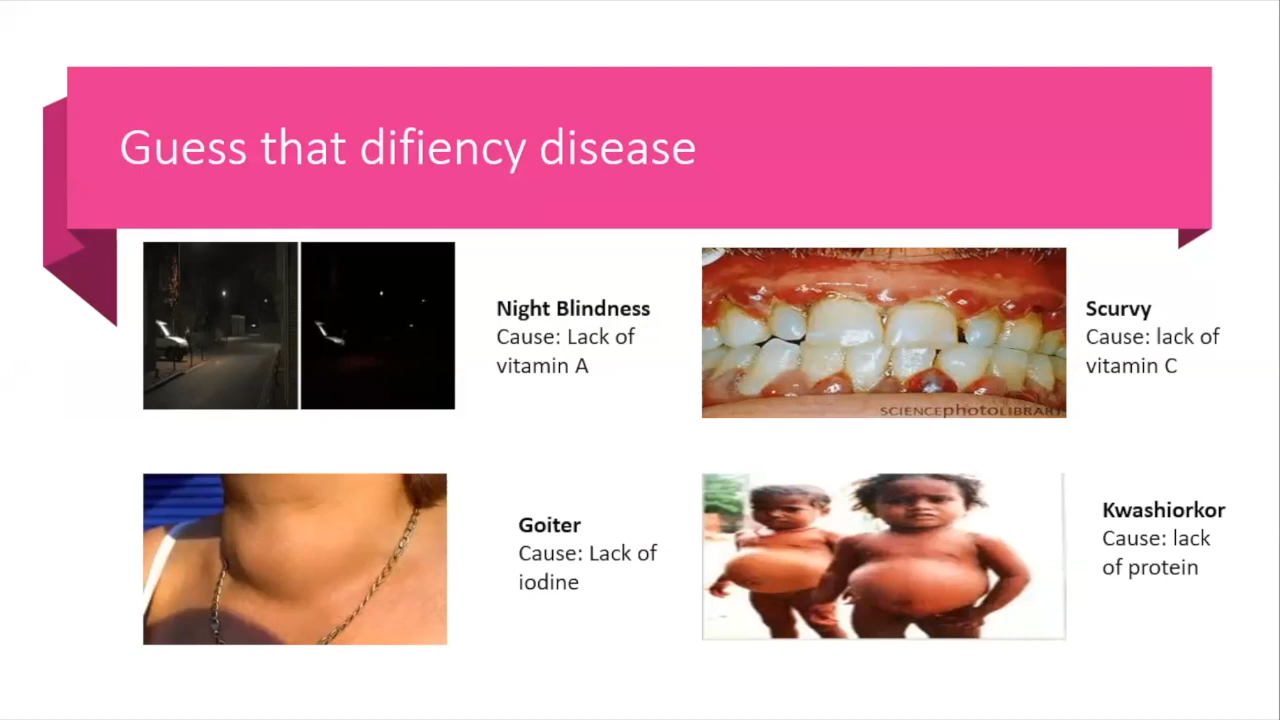 Guess that difiency disease
Night Blindness
Cause: Lack of
vitamin A
Scurvy
Cause: lack of
vitamin C
SCIENCEphotoLIBRARY
Goiter
Cause: Lack of
iodine
Kwashiorkor
Cause: lack
of protein